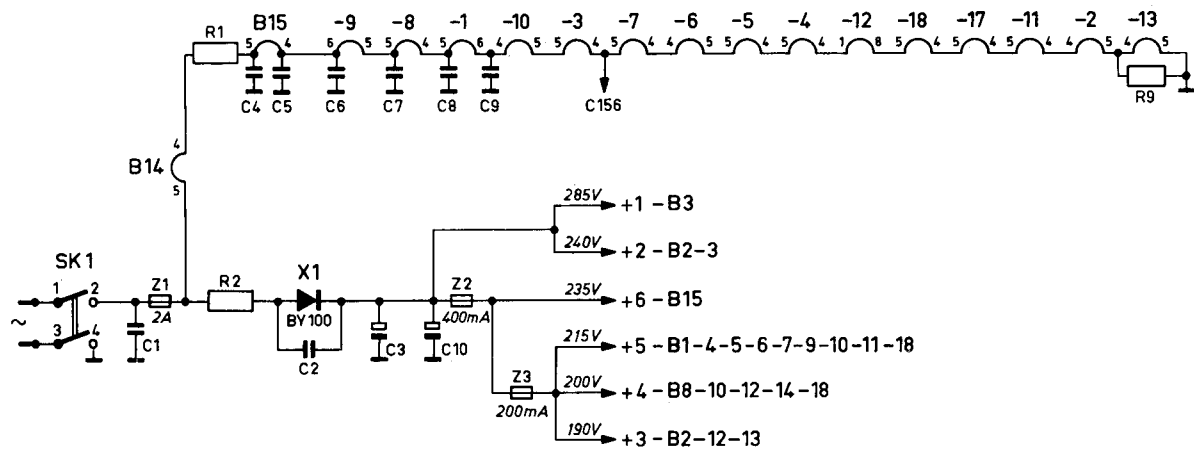 R1 B15 -9 -8 -1 -10 -3 -7 -6 -5 -4 -12 -18 -17 -11 -2 -13
5 4 6 5 8 4 5 6 4 5 5 4 5 4 4 5 4 5 5 4 1 8 4 5 5 4 4 5 4 5 4 5
C4 C5 C6 C7 C8 C9 C156 R9
4
B14
5
285V +1-B3
240V +2-B2-3
SK1
1 2 Z1 R2 X1 Z2 235V +6-B15
~ 2A BY100 400mA
3 4 C1 C2 C3 C10
215V +5-B1-4-5-6-7-9-10-11-18
Z3 200V +4-B8-10-12-14-18
200mA
190V +3-B2-12-13